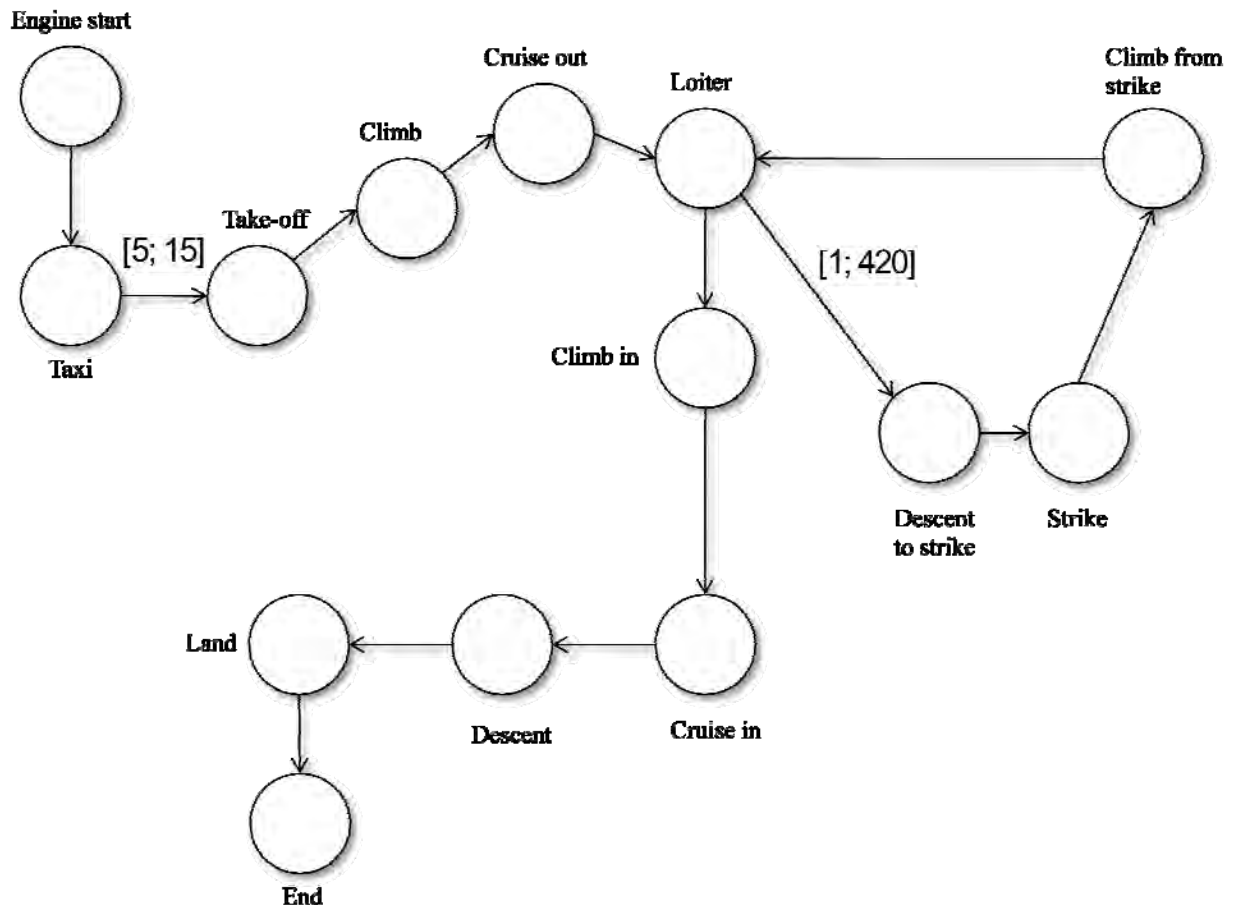 Engine start
Cruise out
Loiter
Climb from
strike
Climb
Take-off
[5; 15]
[1; 420]
Taxi
Climb in
Descent
to strike
Strike
Land
Descent
Cruise in
End